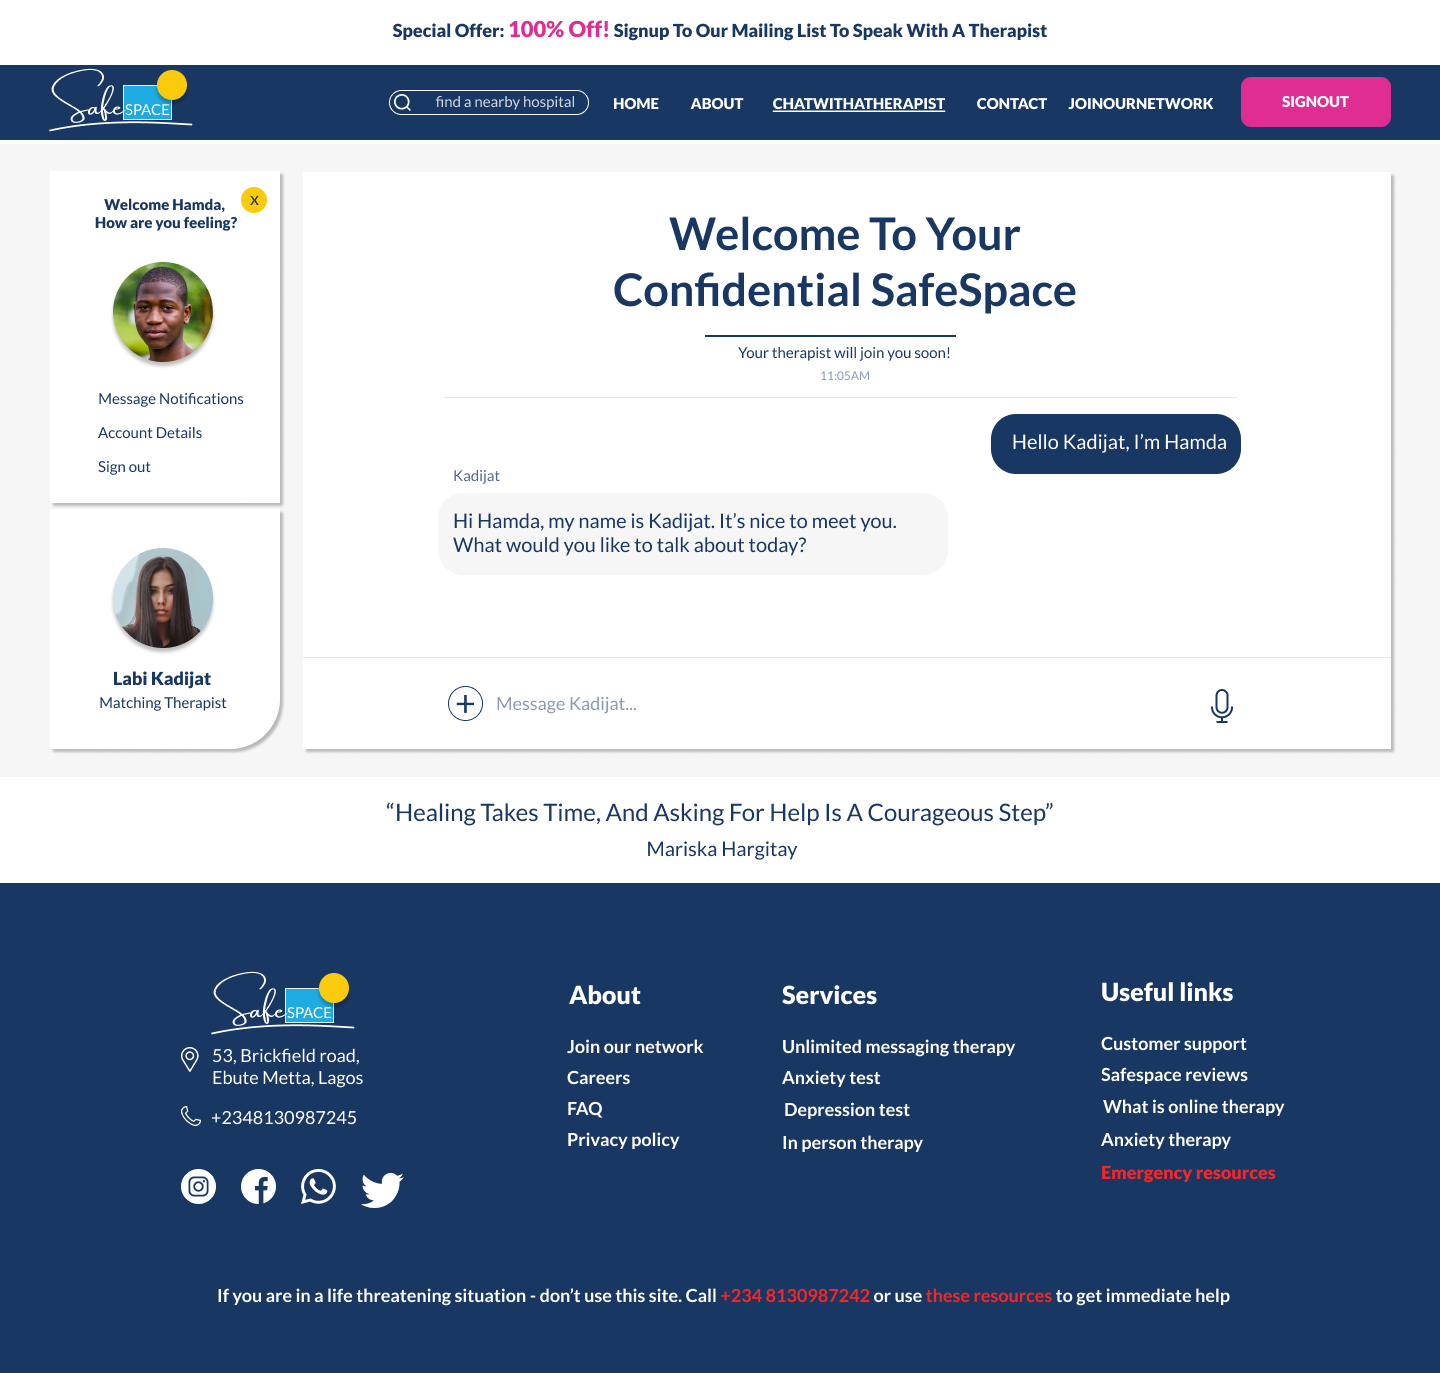 Special Offer: 100% Off! Signup To Our Mailing List To Speak With A Therapist
Safe SPACE
find a nearby hospital
HOME
ABOUT
CHATWITHATHERAPIST
CONTACT
JOINOURNETWORK
SIGNOUT
Welcome Hamda,
How are you feeling?
X
Message Notifications
Account Details
Sign out
Labi Kadijat
Matching Therapist
Welcome To Your
Confidential SafeSpace
Your therapist will join you soon!
11:05AM
Hello Kadijat, I’m Hamda
Kadijat
Hi Hamda, my name is Kadijat. It’s nice to meet you.
What would you like to talk about today?
Message Kadijat...
“Healing Takes Time, And Asking For Help Is A Courageous Step”
Mariska Hargitay
Safe SPACE
53, Brickfield road,
Ebute Metta, Lagos
+2348130987245
About
Join our network
Careers
FAQ
Privacy policy
Services
Unlimited messaging therapy
Anxiety test
Depression test
In person therapy
Useful links
Customer support
Safespace reviews
What is online therapy
Anxiety therapy
Emergency resources
If you are in a life threatening situation - don’t use this site. Call +234 8130987242 or use these resources to get immediate help